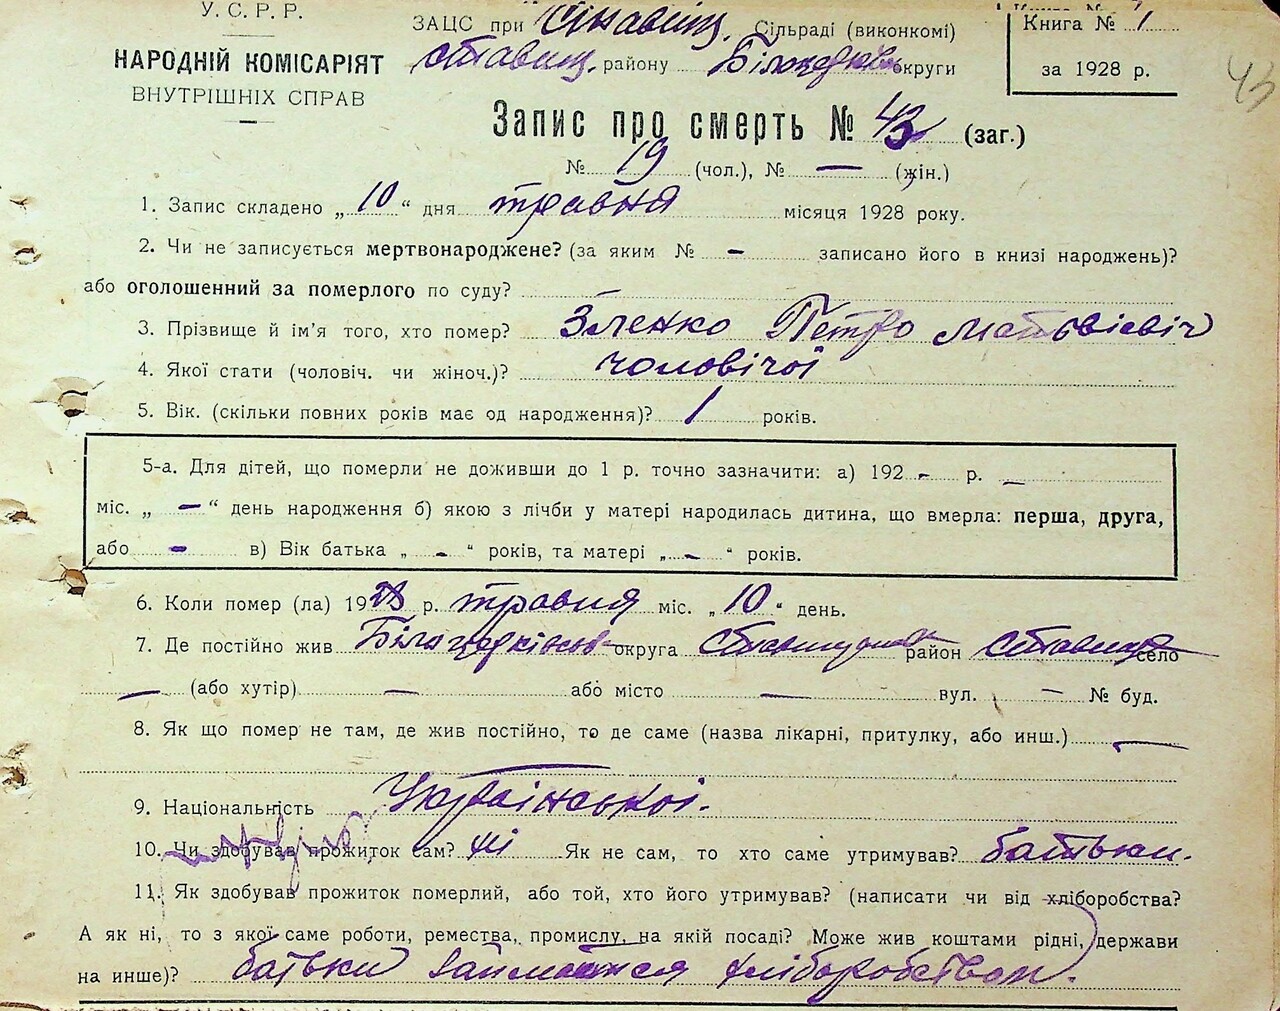 У. С. Р. Р.
НАРОДНІЙ КОМІСАРІЯТ
ВНУТРІШНІХ СПРАВ
ЗАЦС при Сільраді (виконкомі)
ставищ. району Білоцерків округи
Книга № 1
за 1928 р.
43
Запис про смерть № 43 (заг.)
№ 19 (чол.), № — (жін.)
1. Запис складено „ 10 “ дня травня місяця 1928 року.
2. Чи не записується мертвонароджене? (за яким № – записано його в книзі народжень)?
або оголошенний за померлого по суду?
3. Прізвище й ім'я того, хто помер? Зленко Петро Матвієвіч
4. Якої стати (чоловіч. чи жіноч.)? чоловічої
5. Вік. (скільки повних років має од народження)? 1 років.
5-а. Для дітей, що померли не доживши до 1 р. точно зазначити: а) 192 – р. —
міс. „ – “ день народження б) якою з лічби у матері народилась дитина, що вмерла: перша, друга,
або – в) Вік батька „ – “ років, та матері „ – “ років.
6. Коли помер (ла) 1928 р. травня міс. „ 10 “ день.
7. Де постійно жив Білоцерківськ округа район село
— (або хутір) — або місто — вул. — № буд.
8. Як що помер не там, де жив постійно, то де саме (назва лікарні, притулку, або инш.) —
9. Національність Української.
10. Чи здобував прожиток сам? ні Як не сам, то хто саме утримував? батьки.
11. Як здобував прожиток померлий, або той, хто його утримував? (написати чи від хліборобства?
А як ні, то з якої саме роботи, ремества, промислу, на якій посаді? Може жив коштами рідні, держави
на инше)? батьки займаються хліборобством.